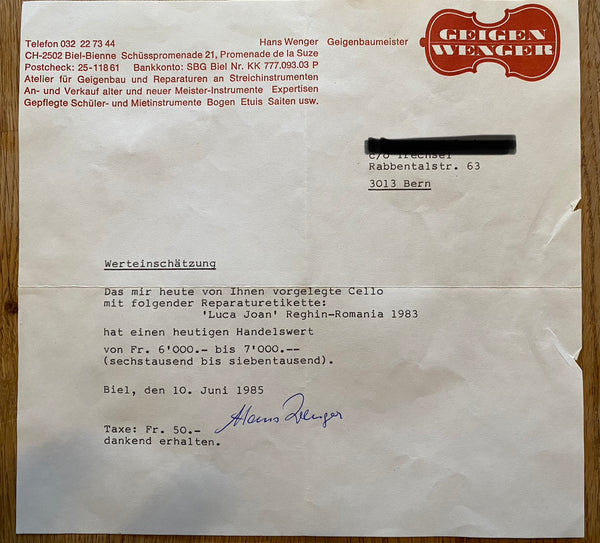 Telefon 032 22 73 44 Hans Wenger Geigenbaumeister
CH-2502 Biel-Bienne Schüsspromenade 21, Promenade de la Suze
Postcheck: 25-11861 Bankkonto: SBG Biel Nr. KK 777.093.03 P
Atelier für Geigenbau und Reparaturen an Streichinstrumenten
An- und Verkauf alter und neuer Meister-Instrumente Expertisen
Gepflegte Schüler- und Mietinstrumente Bogen Etuis Saiten usw.
GEIGEN
WENGER
c/o Trechsel
Rabbentalstr. 63
3013 Bern
Werteinschätzung
Das mir heute von Ihnen vorgelegte Cello
mit folgender Reparaturetikette:
'Luca Joan' Reghin-Romania 1983
hat einen heutigen Handelswert
von Fr. 6'000.- bis 7'000.--
(sechstausend bis siebentausend).
Biel, den 10. Juni 1985
Hans Wenger
Taxe: Fr. 50.-
dankend erhalten.